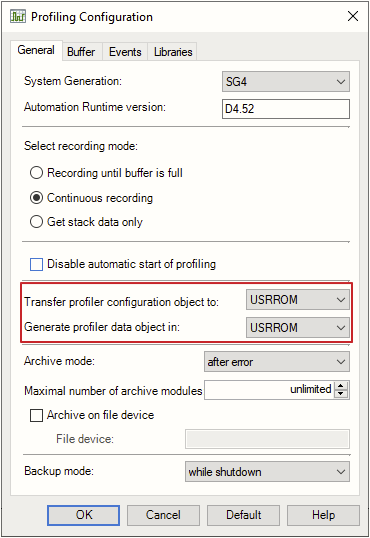 Profiling Configuration
General Buffer Events Libraries
System Generation: SG4
Automation Runtime version: D4.52
Select recording mode:
Recording until buffer is full
Continuous recording
Get stack data only
Disable automatic start of profiling
Transfer profiler configuration object to: USRROM
Generate profiler data object in: USRROM
Archive mode: after error
Maximal number of archive modules unlimited
Archive on file device
File device:
Backup mode: while shutdown
OK Cancel Default Help